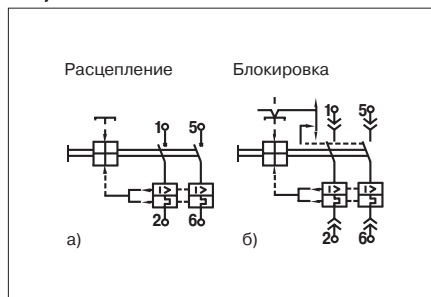 Расцепление Блокировка
1 5 1 5
I> I> I> I>
2 6 2 6
а) б)